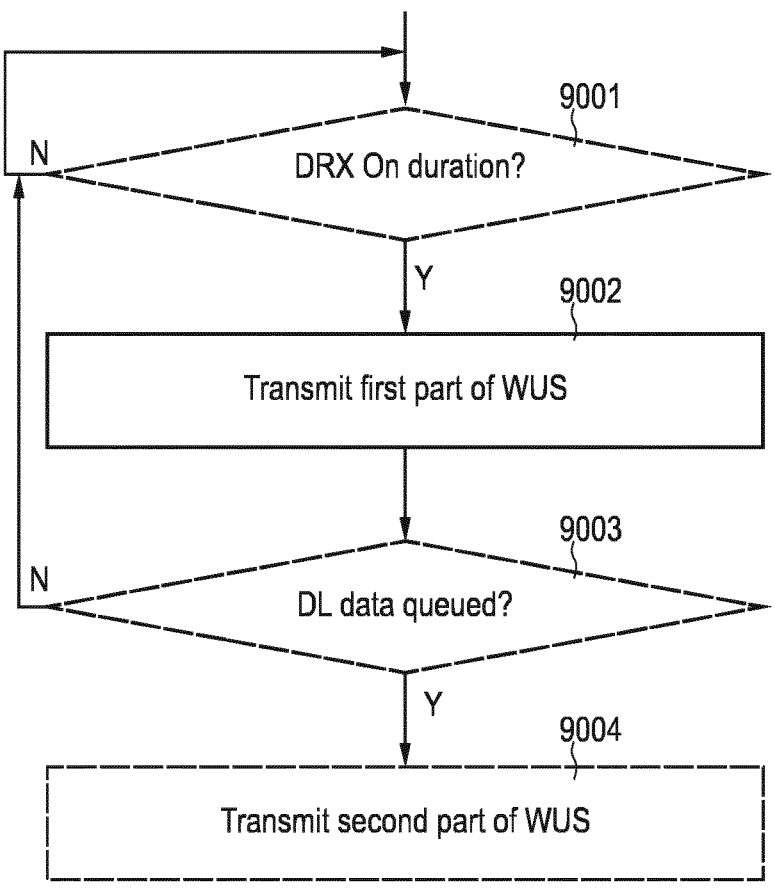 9001
N
DRX On duration?
Y
9002
Transmit first part of WUS
9003
N
DL data queued?
Y
9004
Transmit second part of WUS